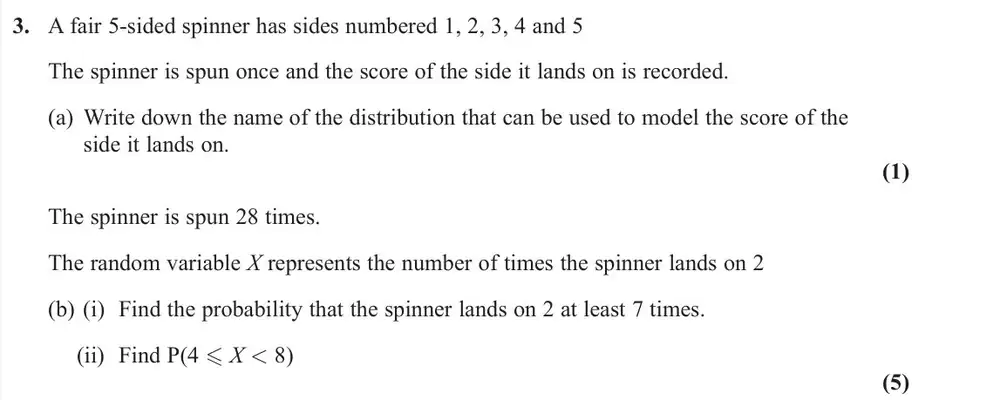 3. A fair 5-sided spinner has sides numbered 1, 2, 3, 4 and 5
The spinner is spun once and the score of the side it lands on is recorded.
(a) Write down the name of the distribution that can be used to model the score of the
side it lands on.
(1)
The spinner is spun 28 times.
The random variable X represents the number of times the spinner lands on 2
(b) (i) Find the probability that the spinner lands on 2 at least 7 times.
(ii) Find P(4 ⩽ X < 8)
(5)